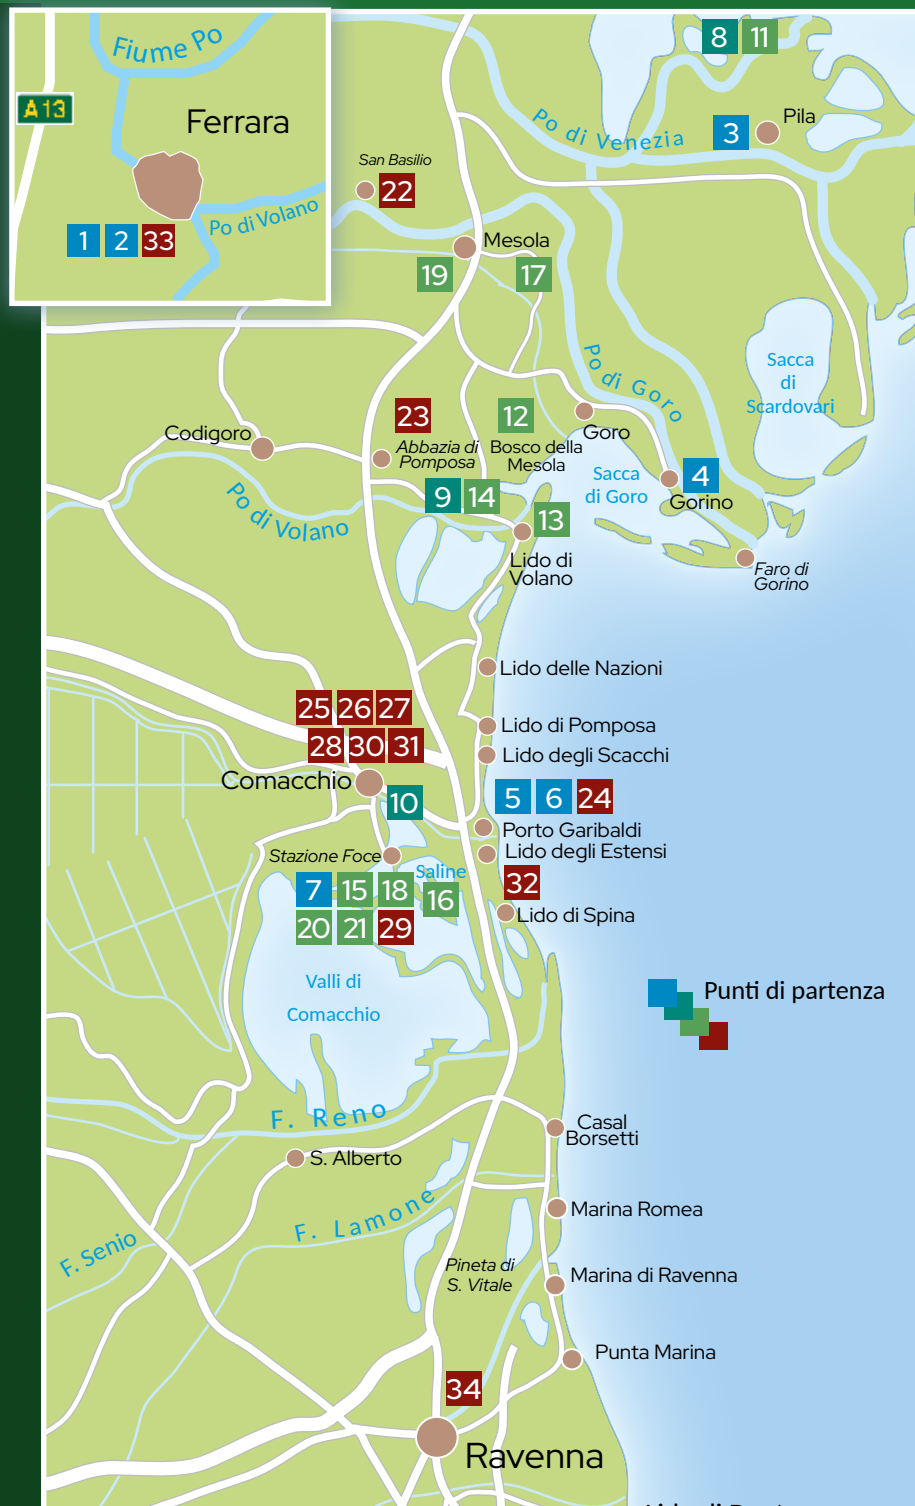 Fiume Po
A13
Ferrara
Po di Volano
1 2 33
8 11
Po di Venezia
3
Pila
San Basilio
22
Mesola
19 17
Po di Goro
Sacca
di
Scardovari
23
12
Goro
Codigoro
Abbazia di
Pomposa
Bosco della
Mesola
Sacca
di Goro
4
Gorino
9 14
13
Po di Volano
Lido di
Volano
Faro di
Gorino
Lido delle Nazioni
25 26 27
Lido di Pomposa
28 30 31
Lido degli Scacchi
Comacchio
10
5 6 24
Porto Garibaldi
Lido degli Estensi
Stazione Foce
Saline
32
7 15 18 16
Lido di Spina
20 21 29
Valli di
Comacchio
Punti di partenza
F. Reno
Casal
Borsetti
S. Alberto
F. Lamone
Marina Romea
F. Senio
Pineta di
S. Vitale
Marina di Ravenna
Punta Marina
34
Ravenna